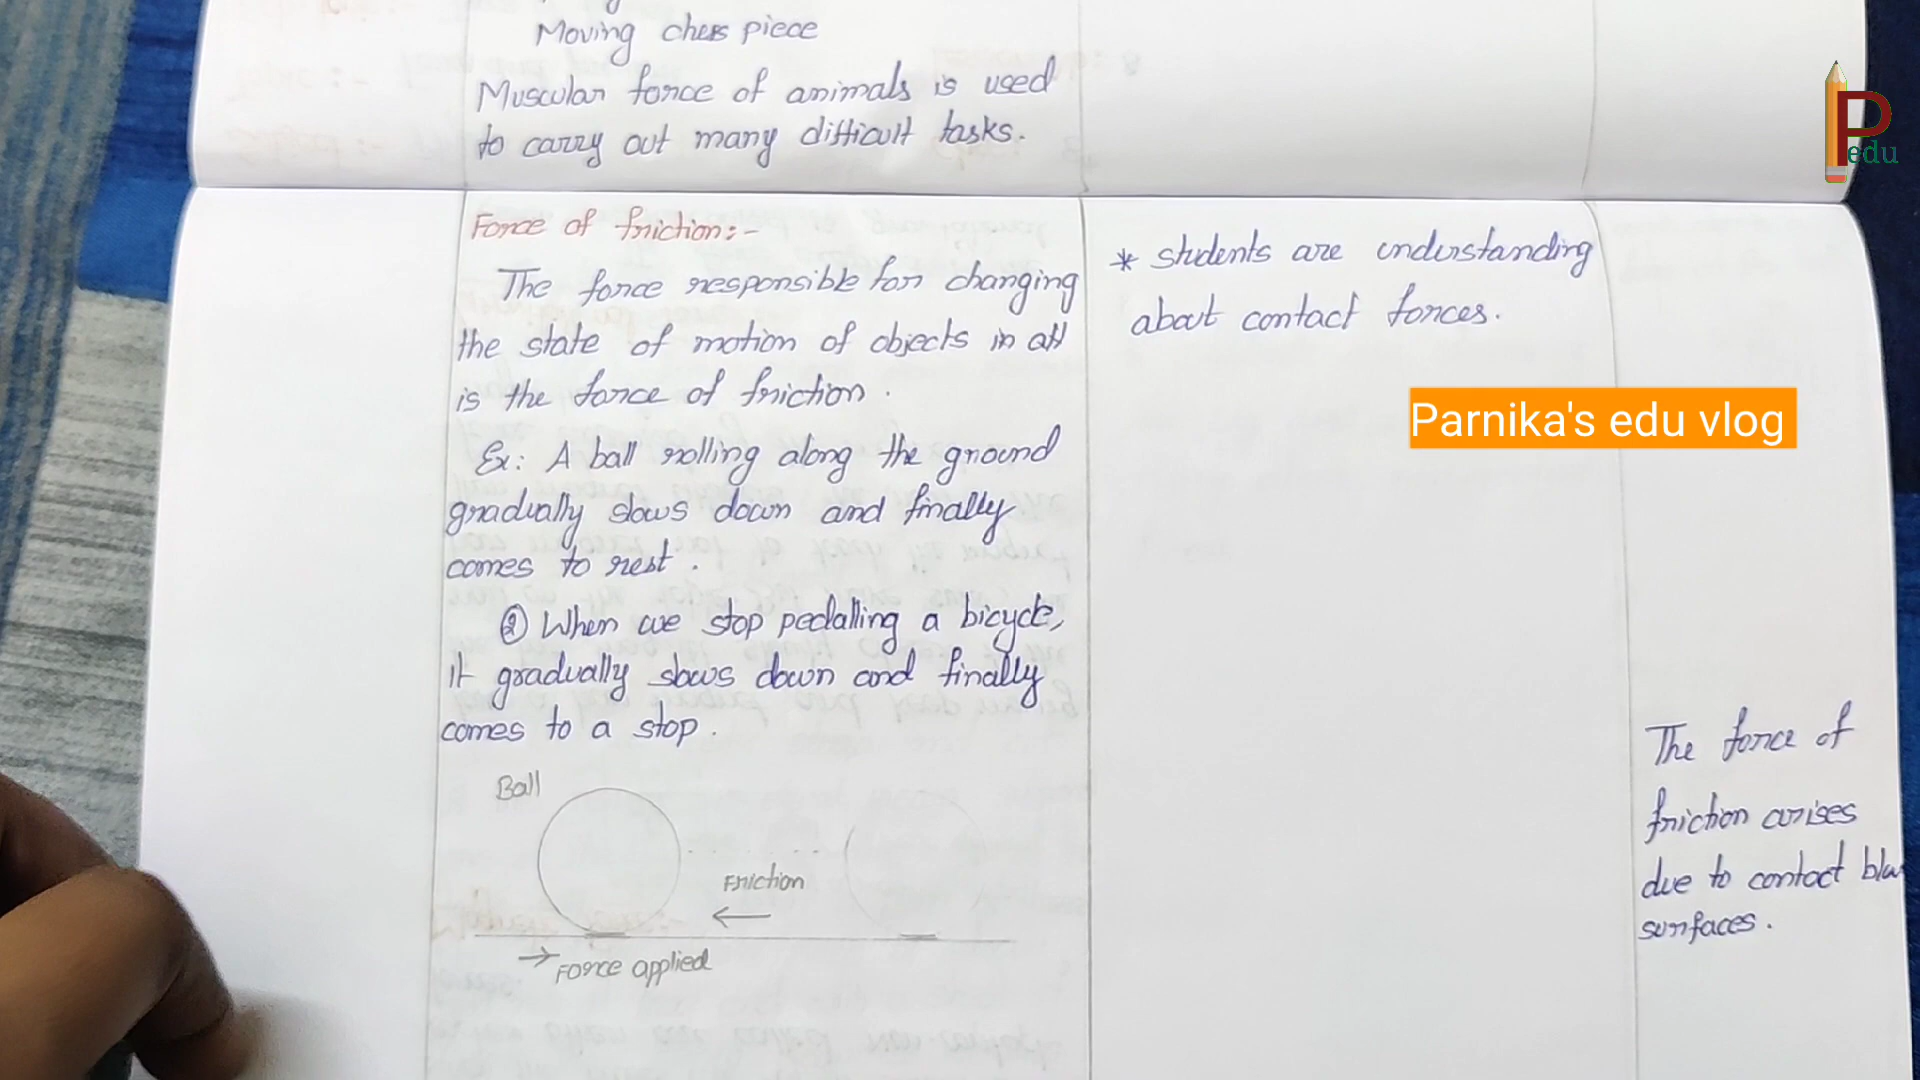 Moving chess piece
Muscular force of animals is used
to carry out many difficult tasks.
Force of friction:-
The force responsible for changing
the state of motion of objects in all
is the force of friction.
Ex: A ball rolling along the ground
gradually slows down and finally
comes to rest.
② When we stop pedalling a bicycle,
it gradually slows down and finally
comes to a stop.
Ball
Friction
Force applied
* students are understanding
about contact forces.
The force of
friction arises
due to contact b/w
surfaces.
Parnika's edu vlog
P
edu